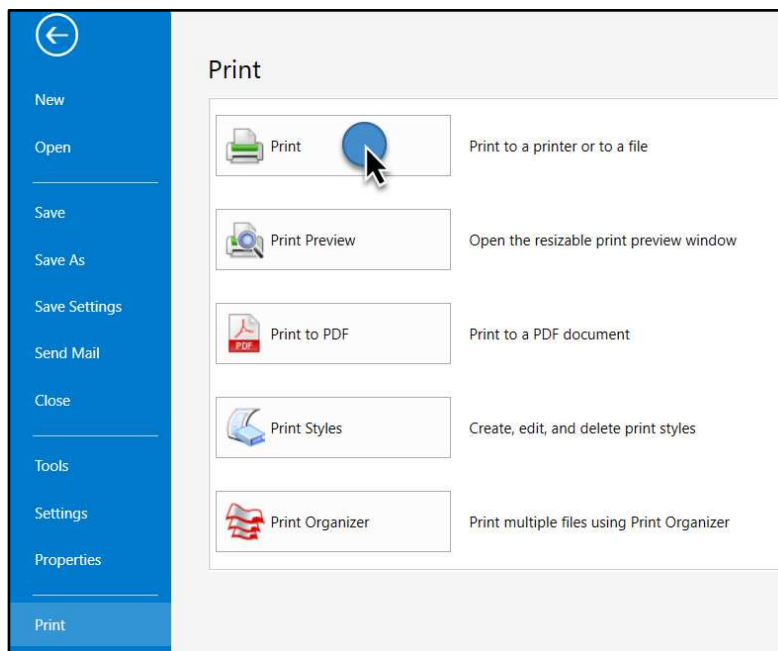 New
Open
Save
Save As
Save Settings
Send Mail
Close
Tools
Settings
Properties
Print
Print
Print Print to a printer or to a file
Print Preview Open the resizable print preview window
PDF Print to PDF Print to a PDF document
Print Styles Create, edit, and delete print styles
Print Organizer Print multiple files using Print Organizer